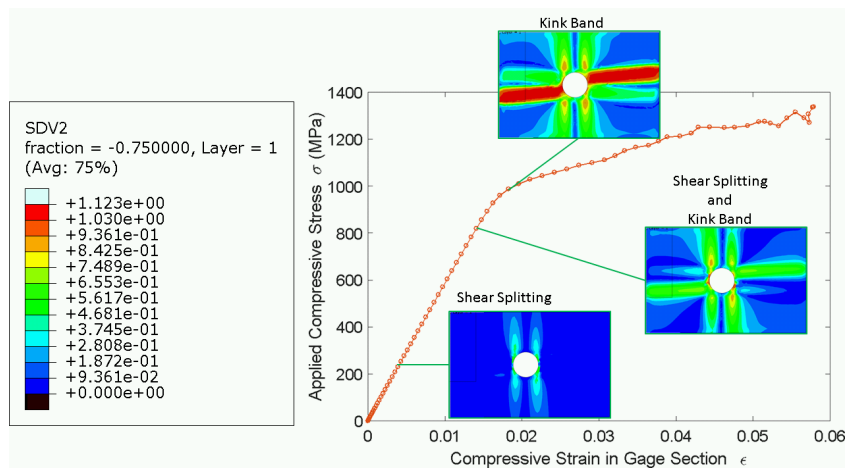 Kink Band
SDV2
fraction = -0.750000, Layer = 1
(Avg: 75%)
+1.123e+00
+1.030e+00
+9.361e-01
+8.425e-01
+7.489e-01
+6.553e-01
+5.617e-01
+4.681e-01
+3.745e-01
+2.808e-01
+1.872e-01
+9.361e-02
+0.000e+00
Applied Compressive Stress σ (MPa)
1400
1200
1000
800
600
400
200
0
Shear Splitting
and
Kink Band
Shear Splitting
0 0.01 0.02 0.03 0.04 0.05 0.06
Compressive Strain in Gage Section ϵ